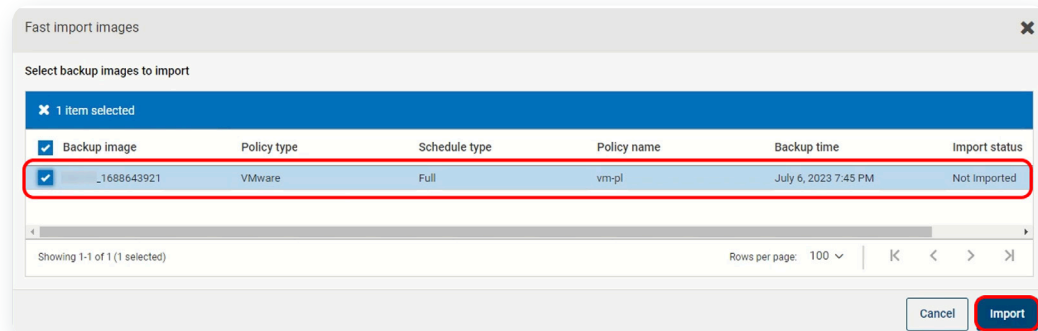 Fast import images
Select backup images to import
1 item selected
Backup image Policy type Schedule type Policy name Backup time Import status
_1688643921 VMware Full vm-pl July 6, 2023 7:45 PM Not Imported
Showing 1-1 of 1 (1 selected) Rows per page: 100
Cancel Import